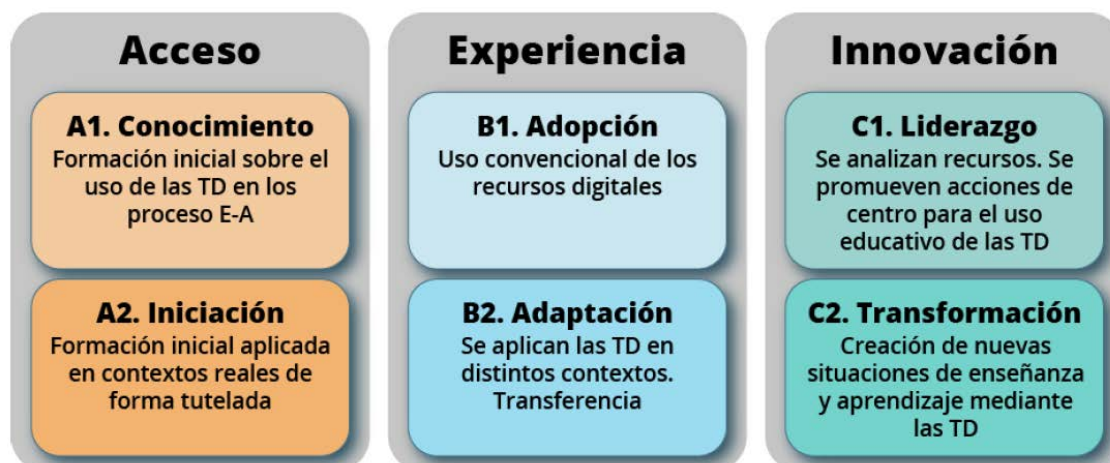 Acceso
A1. Conocimiento
Formación inicial sobre el
uso de las TD en los
proceso E-A
A2. Iniciación
Formación inicial aplicada
en contextos reales de
forma tutelada
Experiencia
B1. Adopción
Uso convencional de los
recursos digitales
B2. Adaptación
Se aplican las TD en
distintos contextos.
Transferencia
Innovación
C1. Liderazgo
Se analizan recursos. Se
promueven acciones de
centro para el uso
educativo de las TD
C2. Transformación
Creación de nuevas
situaciones de enseñanza
y aprendizaje mediante
las TD